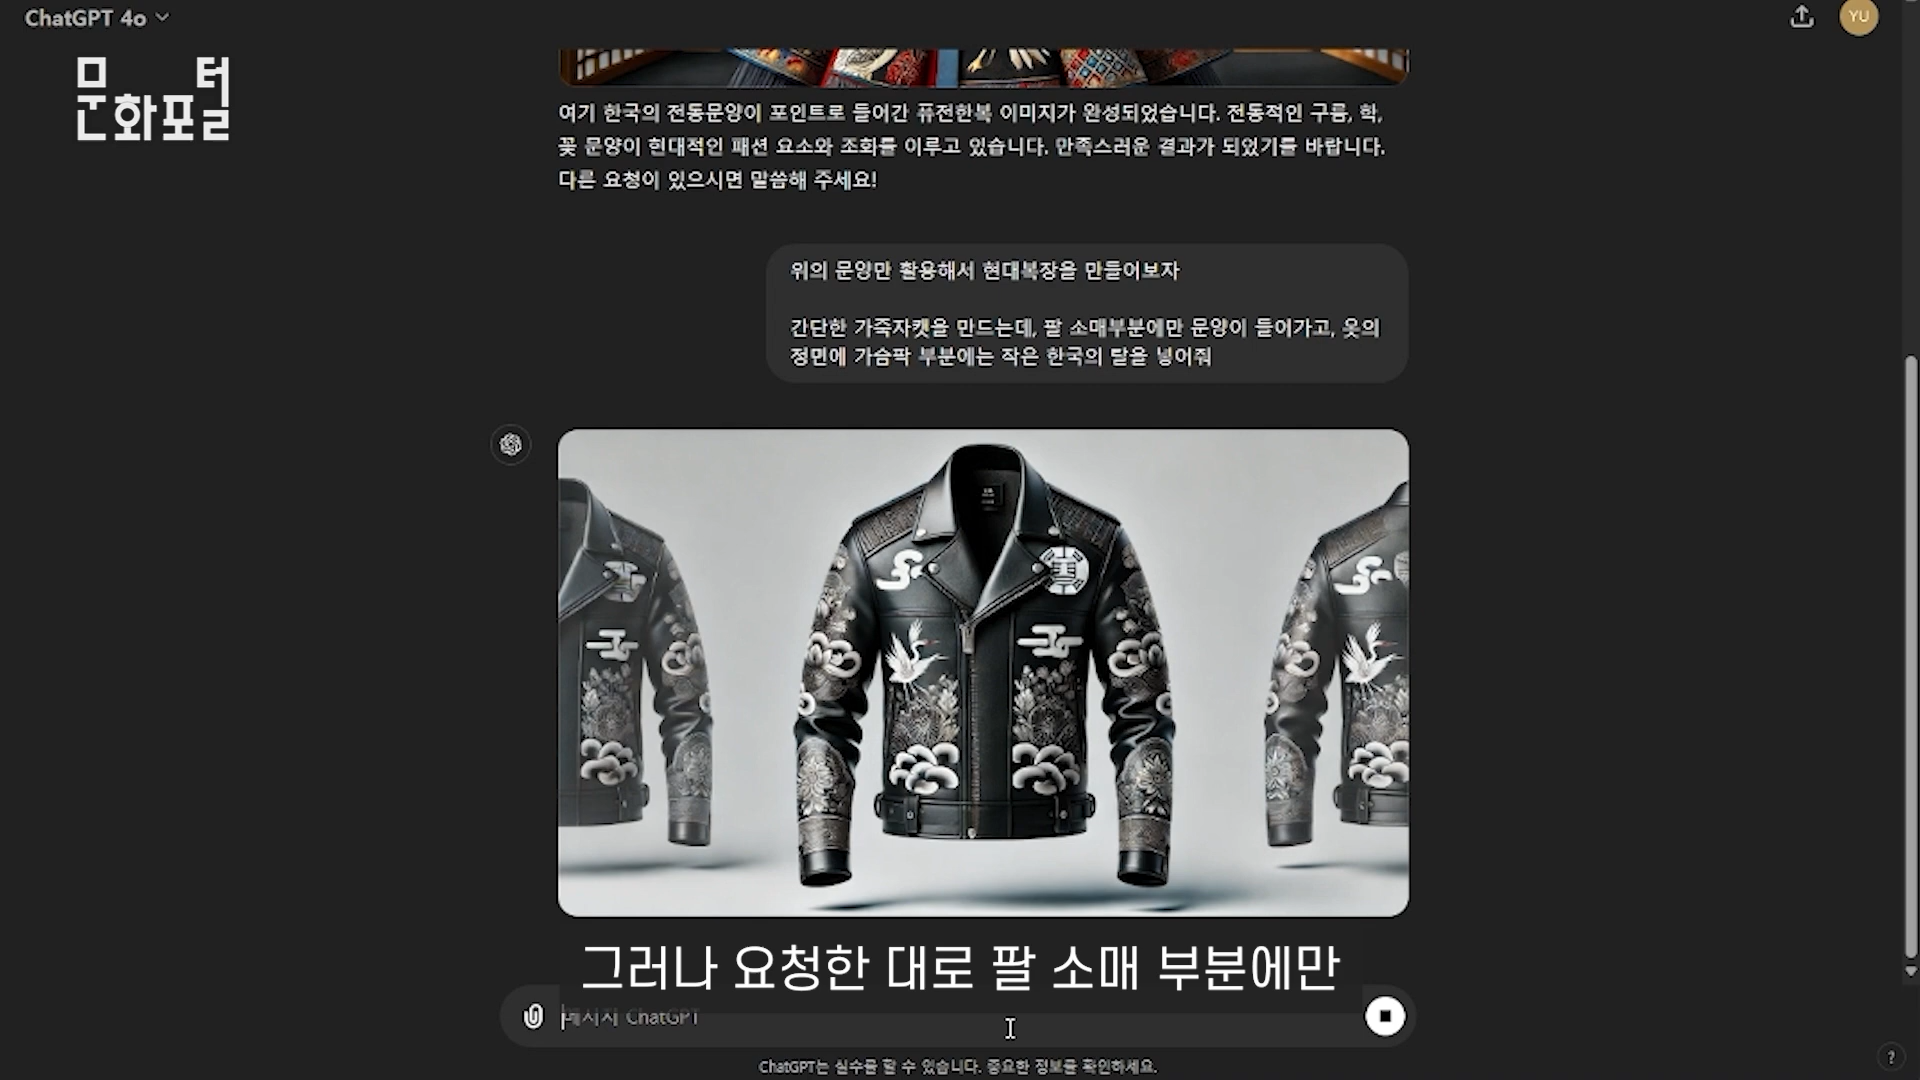 ChatGPT 4o
YU
문화포털
여기 한국의 전통문양이 포인트로 들어간 퓨전한복 이미지가 완성되었습니다. 전통적인 구름, 학,
꽃 문양이 현대적인 패션 요소와 조화를 이루고 있습니다. 만족스러운 결과가 되었기를 바랍니다.
다른 요청이 있으시면 말씀해 주세요!
위의 문양만 활용해서 현대복장을 만들어보자
간단한 가죽자캣을 만드는데, 팔 소매부분에만 문양이 들어가고, 옷의
정면에 가슴팍 부분에는 작은 한국의 탈을 넣어줘
그러나 요청한 대로 팔 소매 부분에만
메시지 ChatGPT
ChatGPT는 실수를 할 수 있습니다. 중요한 정보를 확인하세요.
?